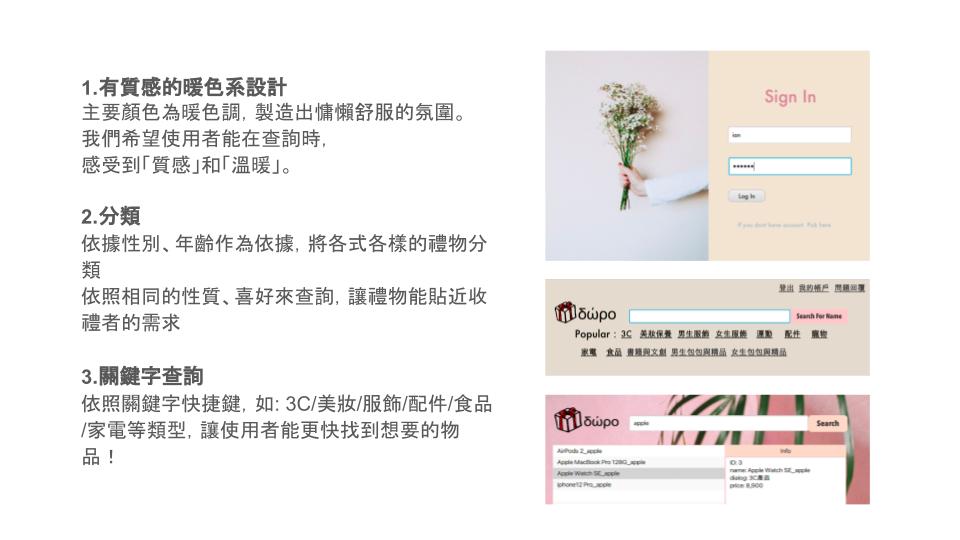 1.有質感的暖色系設計
主要顏色為暖色調，製造出慵懶舒服的氛圍。
我們希望使用者能在查詢時，
感受到「質感」和「溫暖」。
2.分類
依據性別、年齡作為依據，將各式各樣的禮物分
類
依照相同的性質、喜好來查詢，讓禮物能貼近收
禮者的需求
3.關鍵字查詢
依照關鍵字快捷鍵，如: 3C/美妝/服飾/配件/食品
/家電等類型，讓使用者能更快找到想要的物
品！
Sign In
ian
••••••
Log In
If you dont have account Pick here
登出 我的帳戶 問題回覆
δώρο
Search For Name
Popular : 3C 美妝保養 男生服飾 女生服飾 運動 配件 寵物
家電 食品 書籍與文創 男生包包與精品 女生包包與精品
δώρο
apple
Search
AirPods 2_apple
Apple MacBook Pro 128G_apple
Apple Watch SE_apple
iphone12 Pro_apple
Info
ID: 3
name: Apple Watch SE_apple
dialog: 3C產品
price: 8,900